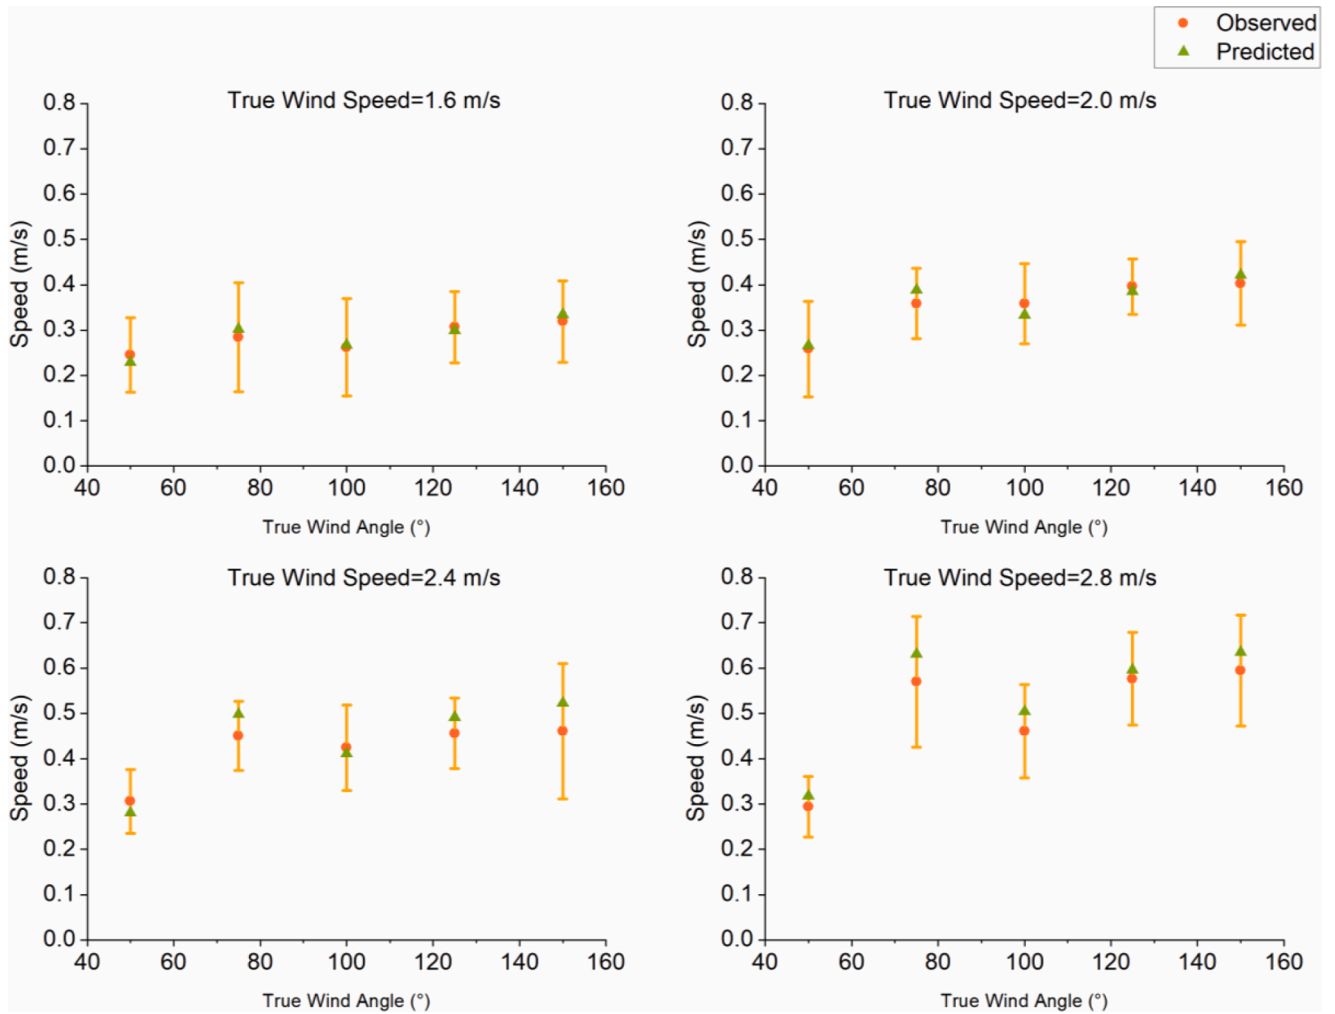 Observed
Predicted
True Wind Speed=1.6 m/s
0.8
0.7
0.6
0.5
0.4
0.3
0.2
0.1
0.0
Speed (m/s)
40 60 80 100 120 140 160
True Wind Angle (°)
True Wind Speed=2.0 m/s
0.8
0.7
0.6
0.5
0.4
0.3
0.2
0.1
0.0
Speed (m/s)
40 60 80 100 120 140 160
True Wind Angle (°)
True Wind Speed=2.4 m/s
0.8
0.7
0.6
0.5
0.4
0.3
0.2
0.1
0.0
Speed (m/s)
40 60 80 100 120 140 160
True Wind Angle (°)
True Wind Speed=2.8 m/s
0.8
0.7
0.6
0.5
0.4
0.3
0.2
0.1
0.0
Speed (m/s)
40 60 80 100 120 140 160
True Wind Angle (°)